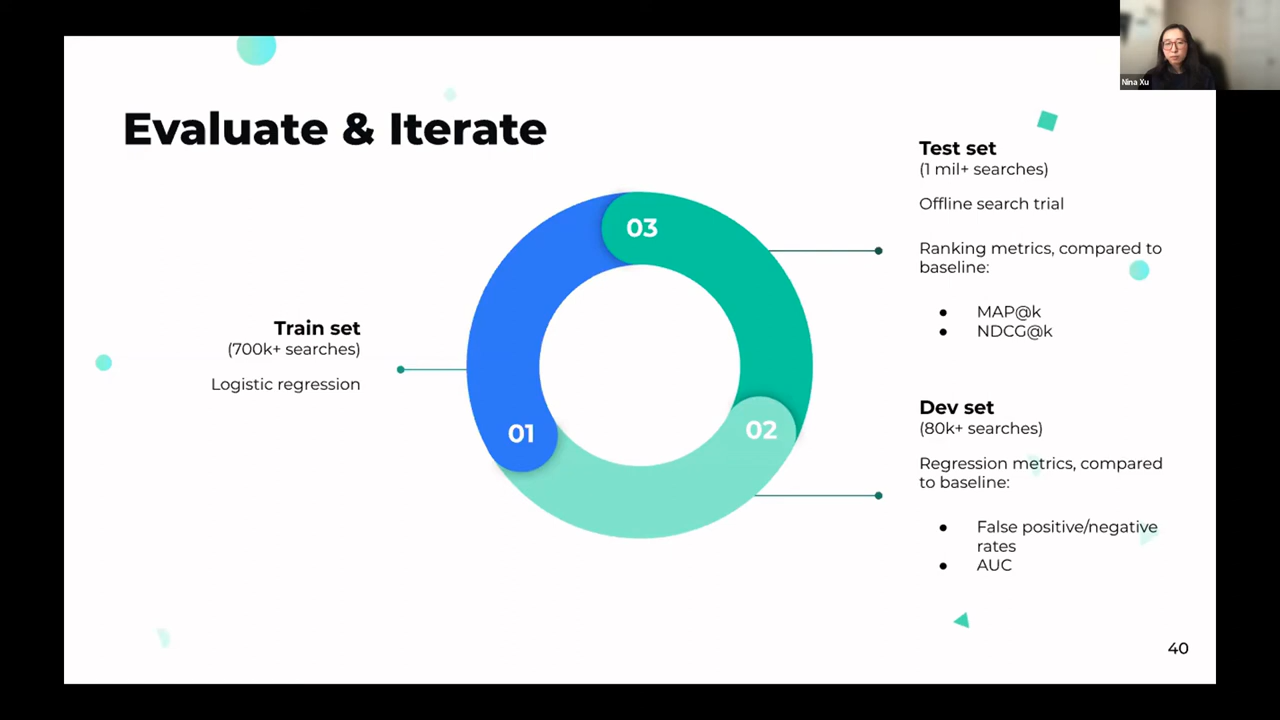 Nina Xu
Evaluate & Iterate
03
01
02
Train set
(700k+ searches)
Logistic regression
Test set
(1 mil+ searches)
Offline search trial
Ranking metrics, compared to
baseline:
● MAP@k
● NDCG@k
Dev set
(80k+ searches)
Regression metrics, compared
to baseline:
● False positive/negative
rates
● AUC
40